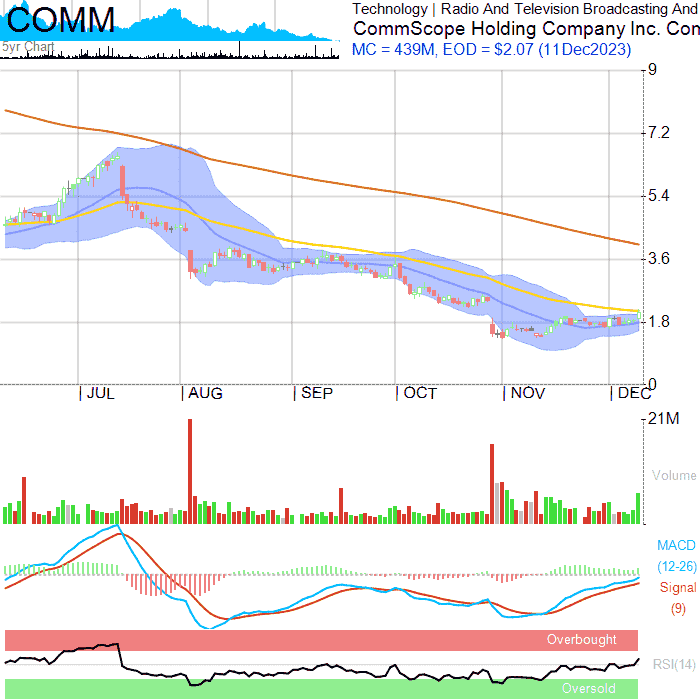 COMM
5yr Chart
Technology | Radio And Television Broadcasting And
CommScope Holding Company Inc. Con
MC = 439M, EOD = $2.07 (11Dec2023)
9
7.2
5.4
3.6
1.8
0
| JUL | AUG | SEP | OCT | NOV | DEC
21M
Volume
MACD
(12-26)
Signal
(9)
Overbought
RSI(14)
Oversold